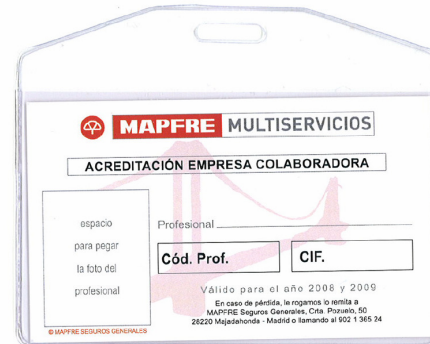 MAPFRE MULTISERVICIOS
ACREDITACIÓN EMPRESA COLABORADORA
espacio
para pegar
la foto del
profesional
Profesional
Cód. Prof.
CIF.
Válido para el año 2008 y 2009
En caso de pérdida, le rogamos lo remita a
MAPFRE Seguros Generales, Crta. Pozuelo, 50
28220 Majadahonda - Madrid o llamando al 902 1 365 24
© MAPFRE SEGUROS GENERALES